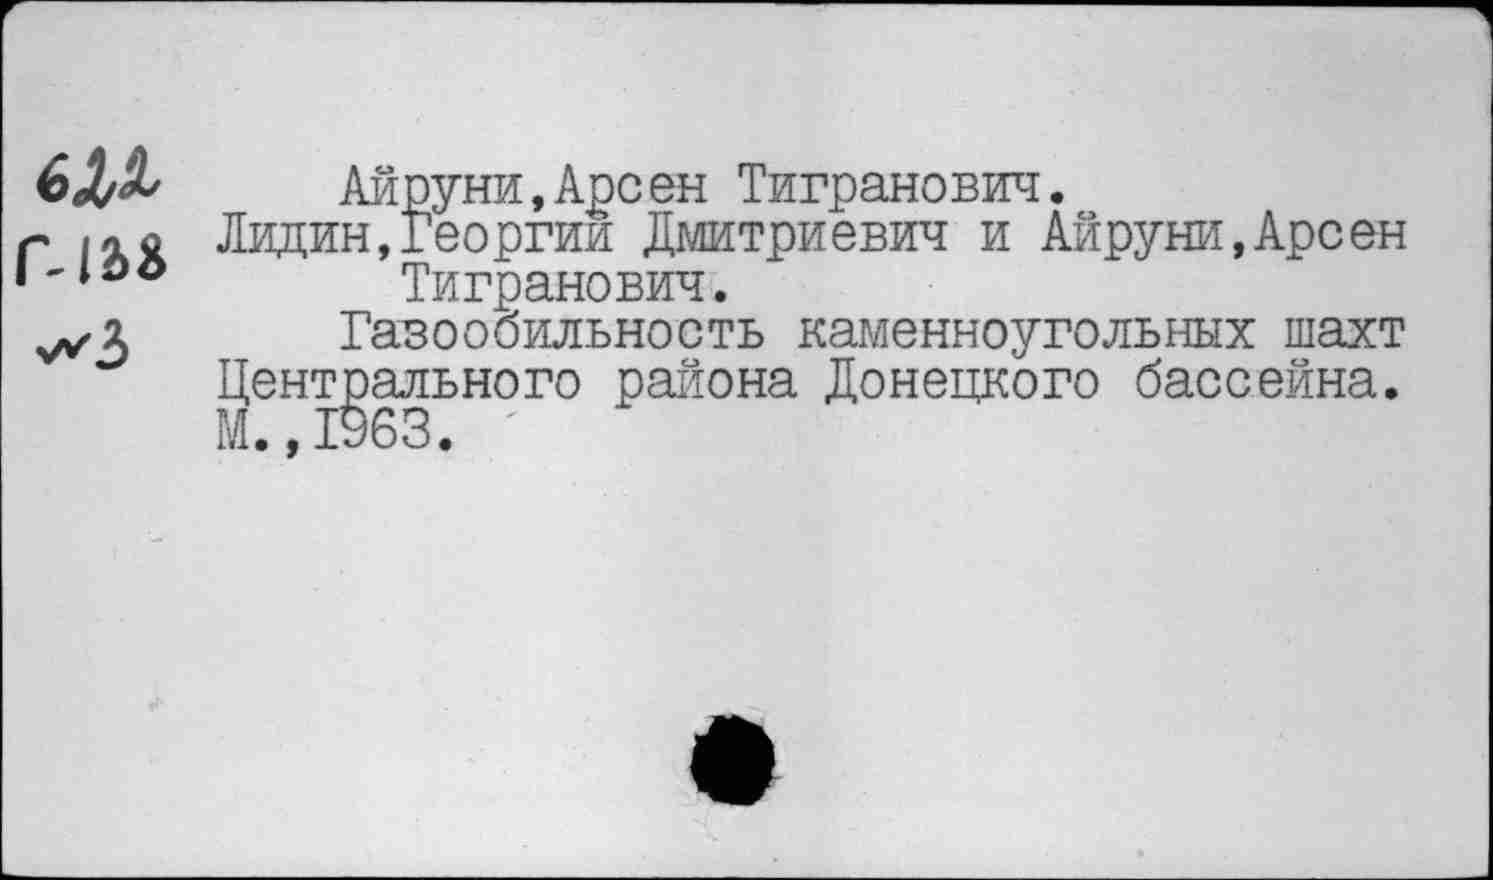 622
Айруни,Арсен Тигранович.
Г-138
Лидин,Георгий Дмитриевич и Айруни,Арсен
Тигранович.
Газообильность каменноугольных шахт
Центрального района Донецкого бассейна.
М.,1963.